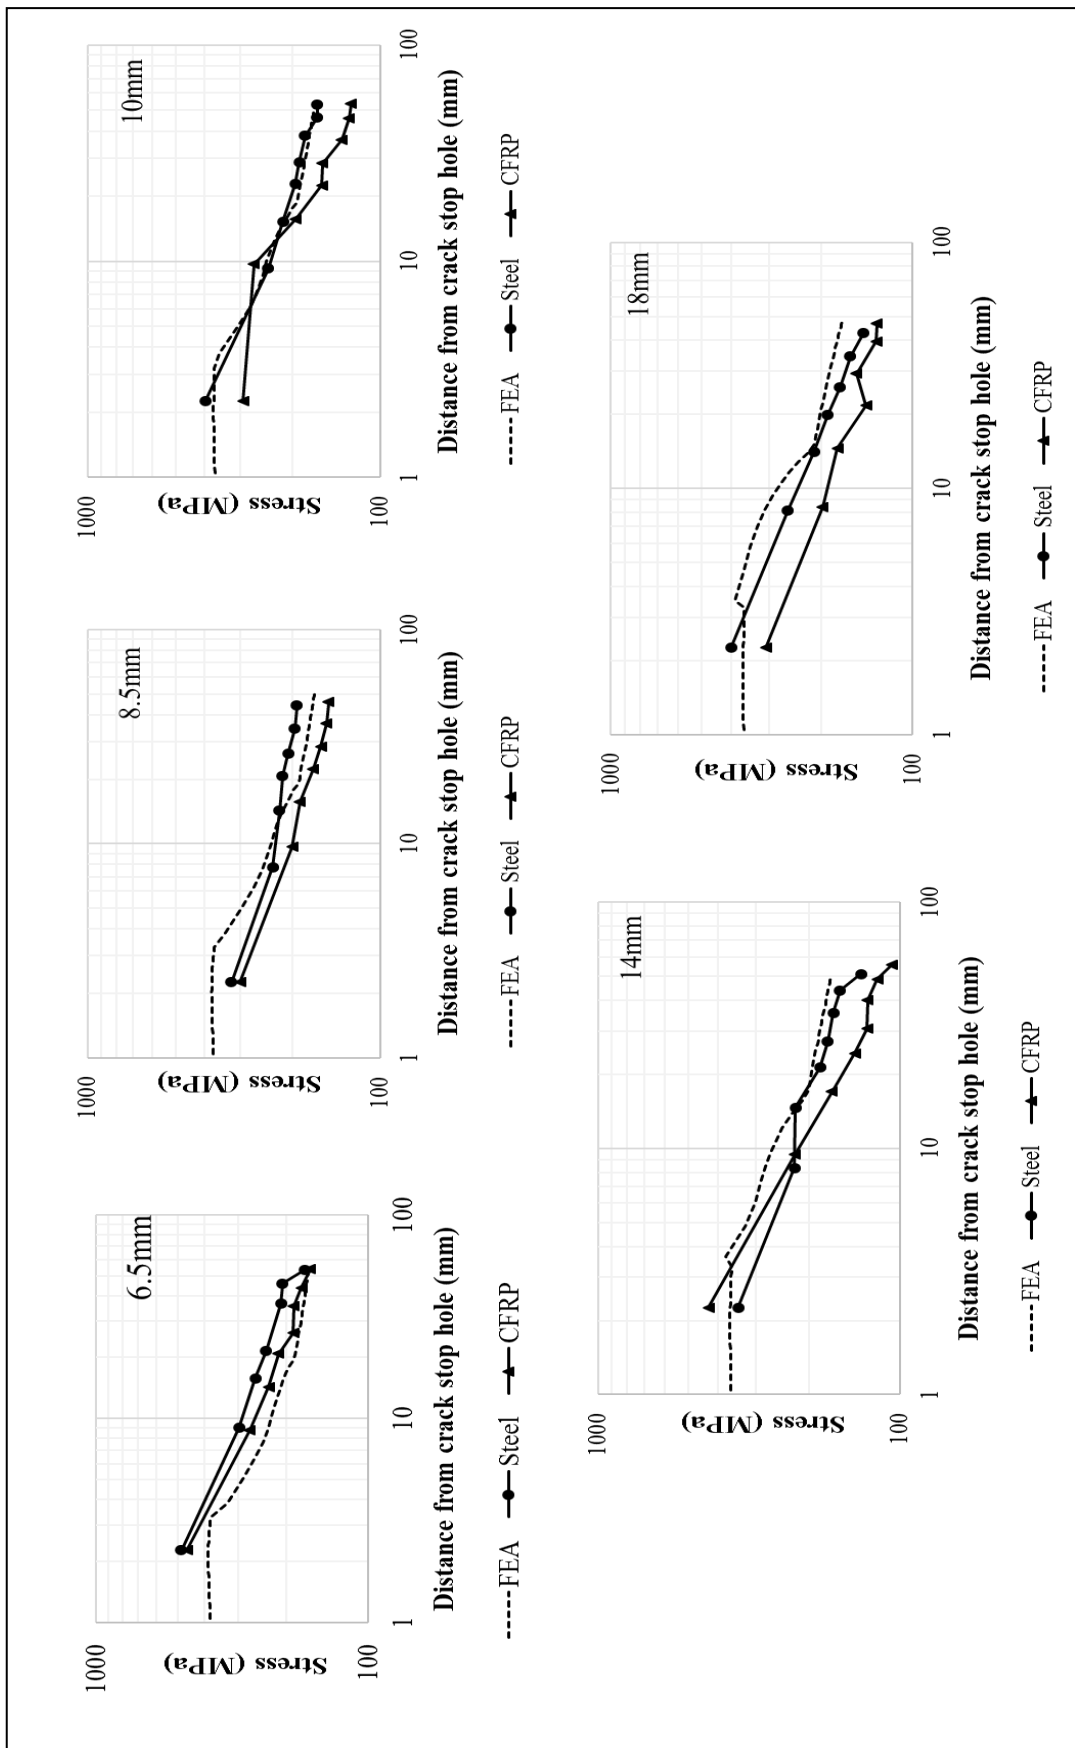 6.5mm
1000
100
Stress (MPa)
1
10
100
Distance from crack stop hole (mm)
FEA Steel CFRP
8.5mm
1000
100
Stress (MPa)
1
10
100
Distance from crack stop hole (mm)
FEA Steel CFRP
10mm
1000
100
Stress (MPa)
1
10
100
Distance from crack stop hole (mm)
FEA Steel CFRP
14mm
1000
100
Stress (MPa)
1
10
100
Distance from crack stop hole (mm)
FEA Steel CFRP
18mm
1000
100
Stress (MPa)
1
10
100
Distance from crack stop hole (mm)
FEA Steel CFRP